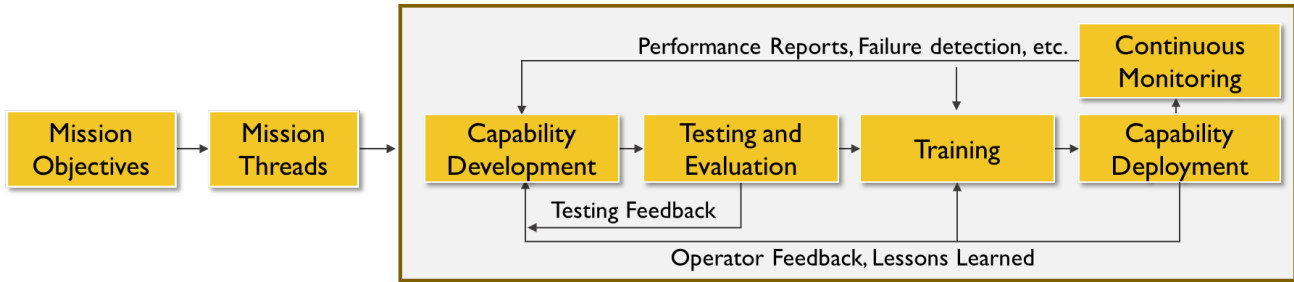 Mission
Objectives
Mission
Threads
Performance Reports, Failure detection, etc.
Continuous
Monitoring
Capability
Development
Testing and
Evaluation
Training
Capability
Deployment
Testing Feedback
Operator Feedback, Lessons Learned